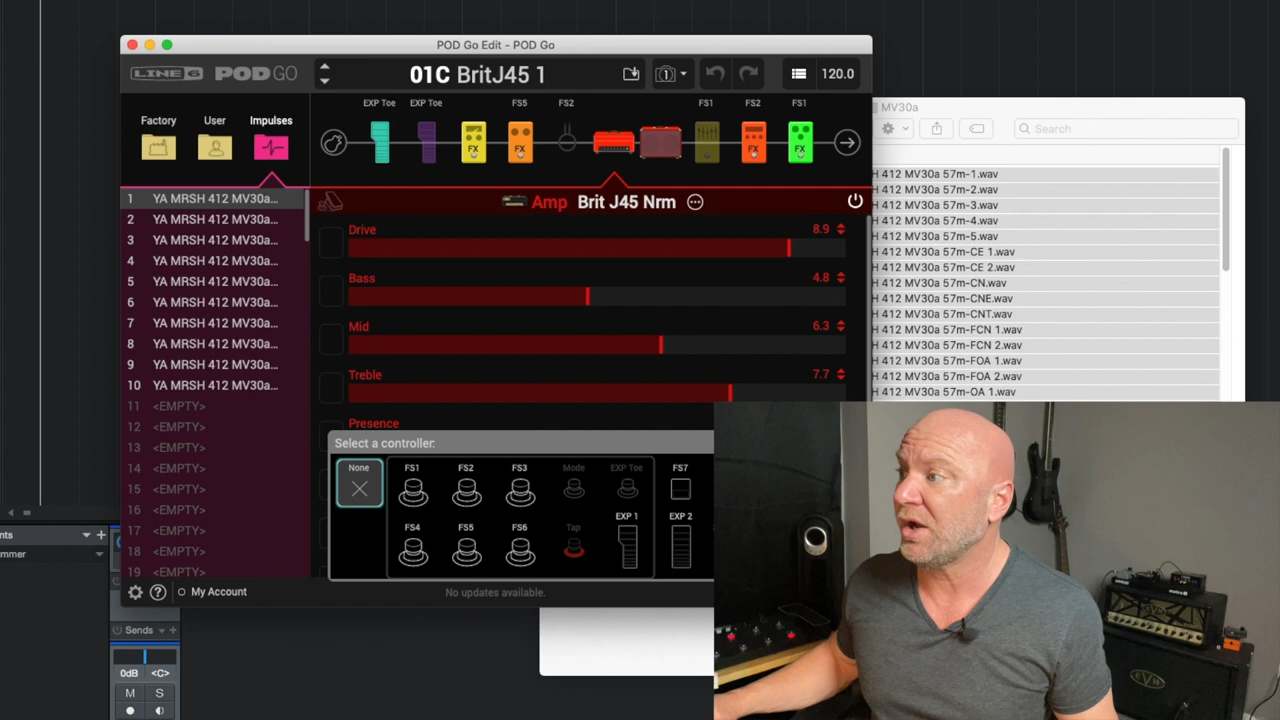 POD Go Edit - POD Go
LINE 6 POD GO
01C BritJ45 1
1
120.0
Factory
User
Impulses
EXP Toe
EXP Toe
FS5
FS2
FS1
FS2
FS1
FX
FX
FX
FX
Amp Brit J45 Nrm
1 YA MRSH 412 MV30a...
2 YA MRSH 412 MV30a...
3 YA MRSH 412 MV30a...
4 YA MRSH 412 MV30a...
5 YA MRSH 412 MV30a...
6 YA MRSH 412 MV30a...
7 YA MRSH 412 MV30a...
8 YA MRSH 412 MV30a...
9 YA MRSH 412 MV30a...
10 YA MRSH 412 MV30a...
11 <EMPTY>
12 <EMPTY>
13 <EMPTY>
14 <EMPTY>
15 <EMPTY>
16 <EMPTY>
17 <EMPTY>
18 <EMPTY>
19 <EMPTY>
Drive 8.9
Bass 4.8
Mid 6.3
Treble 7.7
Presence
Select a controller:
None
FS1
FS2
FS3
Mode
EXP Toe
FS7
FS4
FS5
FS6
Tap
EXP 1
EXP 2
? My Account
No updates available.
MV30a
Search
H 412 MV30a 57m-1.wav
H 412 MV30a 57m-2.wav
H 412 MV30a 57m-3.wav
H 412 MV30a 57m-4.wav
H 412 MV30a 57m-5.wav
H 412 MV30a 57m-CE 1.wav
H 412 MV30a 57m-CE 2.wav
H 412 MV30a 57m-CN.wav
H 412 MV30a 57m-CNE.wav
H 412 MV30a 57m-CNT.wav
H 412 MV30a 57m-FCN 1.wav
H 412 MV30a 57m-FCN 2.wav
H 412 MV30a 57m-FOA 1.wav
H 412 MV30a 57m-FOA 2.wav
H 412 MV30a 57m-OA 1.wav
nts
mmer
Sends
0dB <C>
M S
EVH